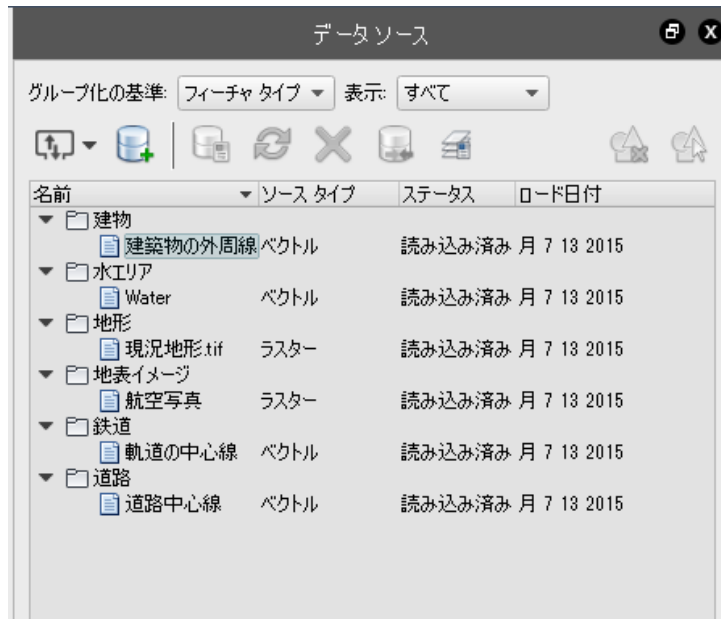 データ ソース
グループ化の基準: フィーチャ タイプ 表示: すべて
名前 ソース タイプ ステータス ロード日付
建物
建築物の外周線 ベクトル 読み込み済み 月 7 13 2015
水エリア
Water ベクトル 読み込み済み 月 7 13 2015
地形
現況地形.tif ラスター 読み込み済み 月 7 13 2015
地表イメージ
航空写真 ラスター 読み込み済み 月 7 13 2015
鉄道
軌道の中心線 ベクトル 読み込み済み 月 7 13 2015
道路
道路中心線 ベクトル 読み込み済み 月 7 13 2015